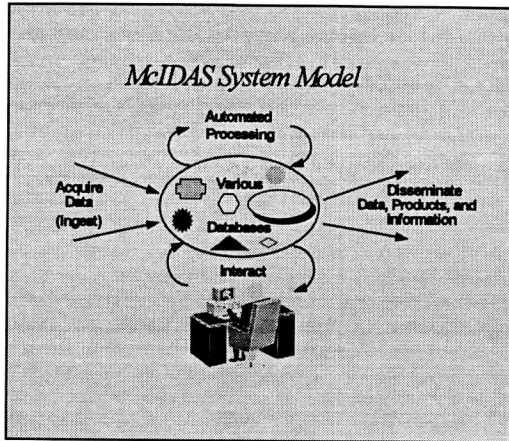 McIDAS System Model
Automated
Processing
Acquire
Data
(Ingest)
Various
Databases
Disseminate
Data, Products, and
Information
Interact